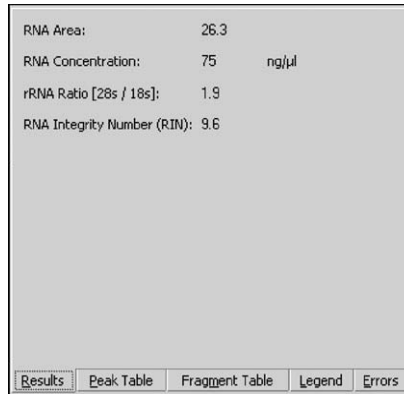 RNA Area: 26.3
RNA Concentration: 75 ng/µl
rRNA Ratio [28s / 18s]: 1.9
RNA Integrity Number (RIN): 9.6
Results Peak Table Fragment Table Legend Errors